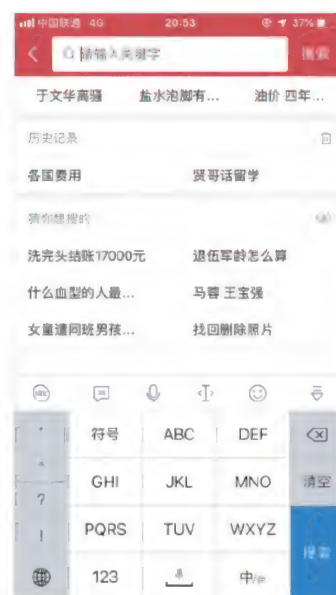 中国联通 4G 20:53 37%
请输入关键字 搜索
于文华离骚 盐水泡脚有... 油价 四年...
历史记录
各国费用 贤哥话留学
猜你想搜的
洗完头结账17000元 退伍军龄怎么算
什么血型的人最... 马蓉 王宝强
女童遭同班男孩... 找回删除照片
符号 ABC DEF
GHI JKL MNO 清空
?
! PQRS TUV WXYZ
搜索
123 中/英